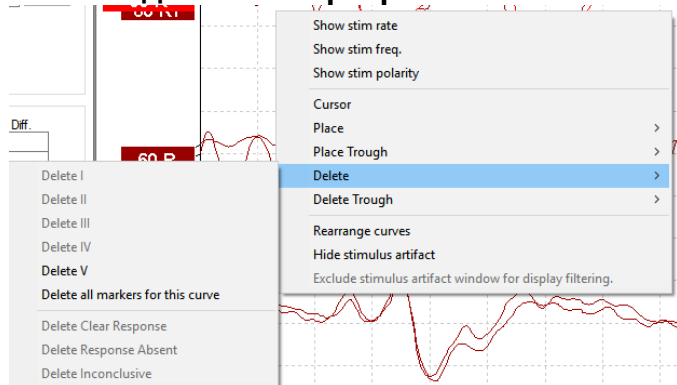 Show stim rate
Show stim freq.
Show stim polarity
Cursor
Place
Place Trough
Delete
Delete Trough
Rearrange curves
Hide stimulus artifact
Exclude stimulus artifact window for display filtering.
Diff.
Delete I
Delete II
Delete III
Delete IV
Delete V
Delete all markers for this curve
Delete Clear Response
Delete Response Absent
Delete Inconclusive